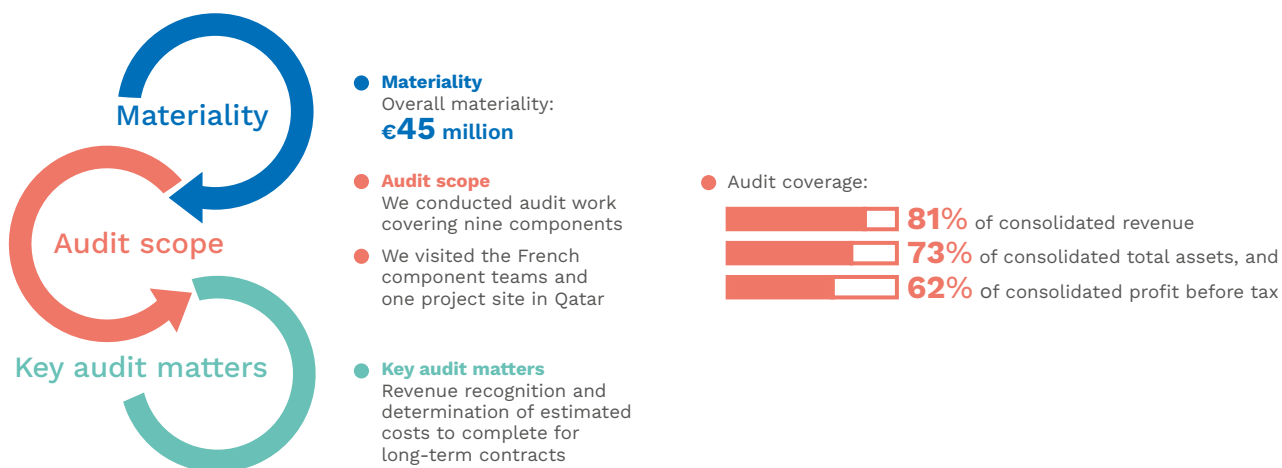 Materiality
Audit scope
Key audit matters
Materiality
Overall materiality:
€45 million
Audit scope
We conducted audit work
covering nine components
We visited the French
component teams and
one project site in Qatar
Key audit matters
Revenue recognition and
determination of estimated
costs to complete for
long-term contracts
Audit coverage:
81% of consolidated revenue
73% of consolidated total assets, and
62% of consolidated profit before tax